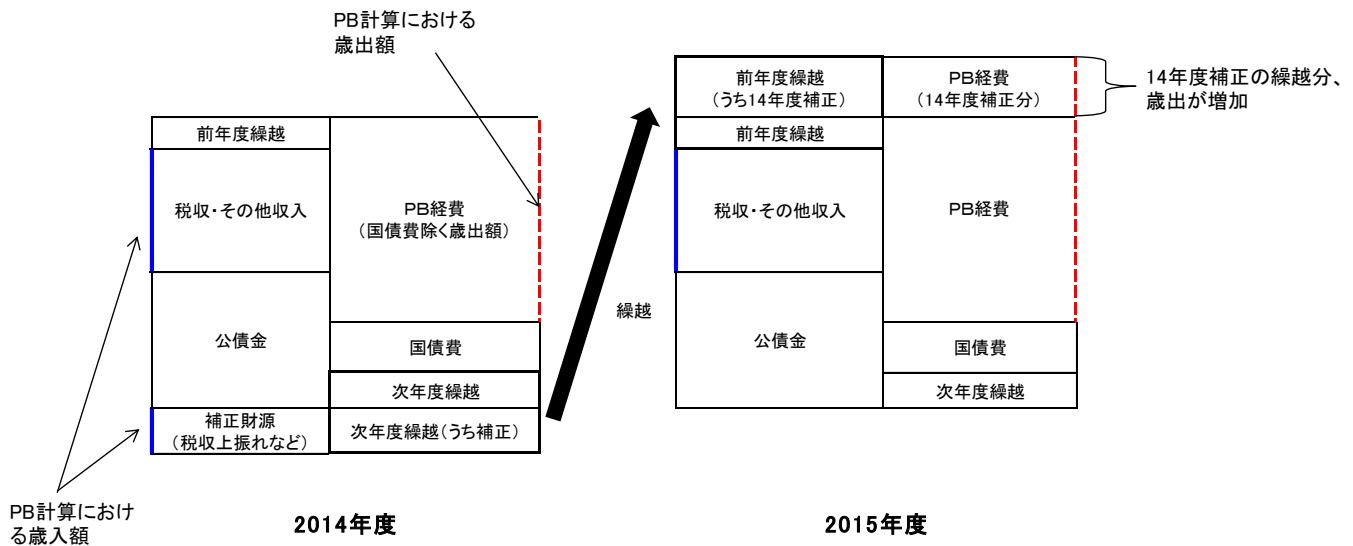 PB計算における
歳出額
前年度繰越
税収・その他収入
公債金
補正財源
（税収上振れなど）
PB経費
（国債費除く歳出額）
国債費
次年度繰越
次年度繰越（うち補正）
PB計算におけ
る歳入額
2014年度
繰越
前年度繰越
（うち14年度補正）
前年度繰越
税収・その他収入
公債金
PB経費
（14年度補正分）
PB経費
国債費
次年度繰越
14年度補正の繰越分、
歳出が増加
2015年度